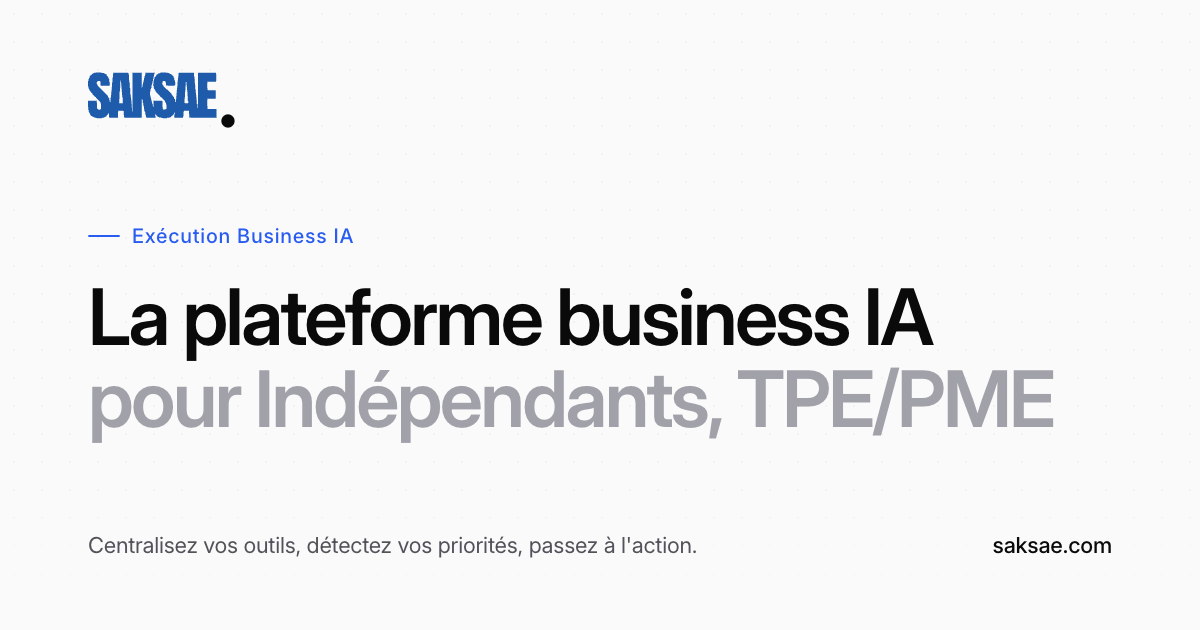 SAKSAE.
Exécution Business IA
La plateforme business IA
pour Indépendants, TPE/PME
Centralisez vos outils, détectez vos priorités, passez à l'action.
saksae.com